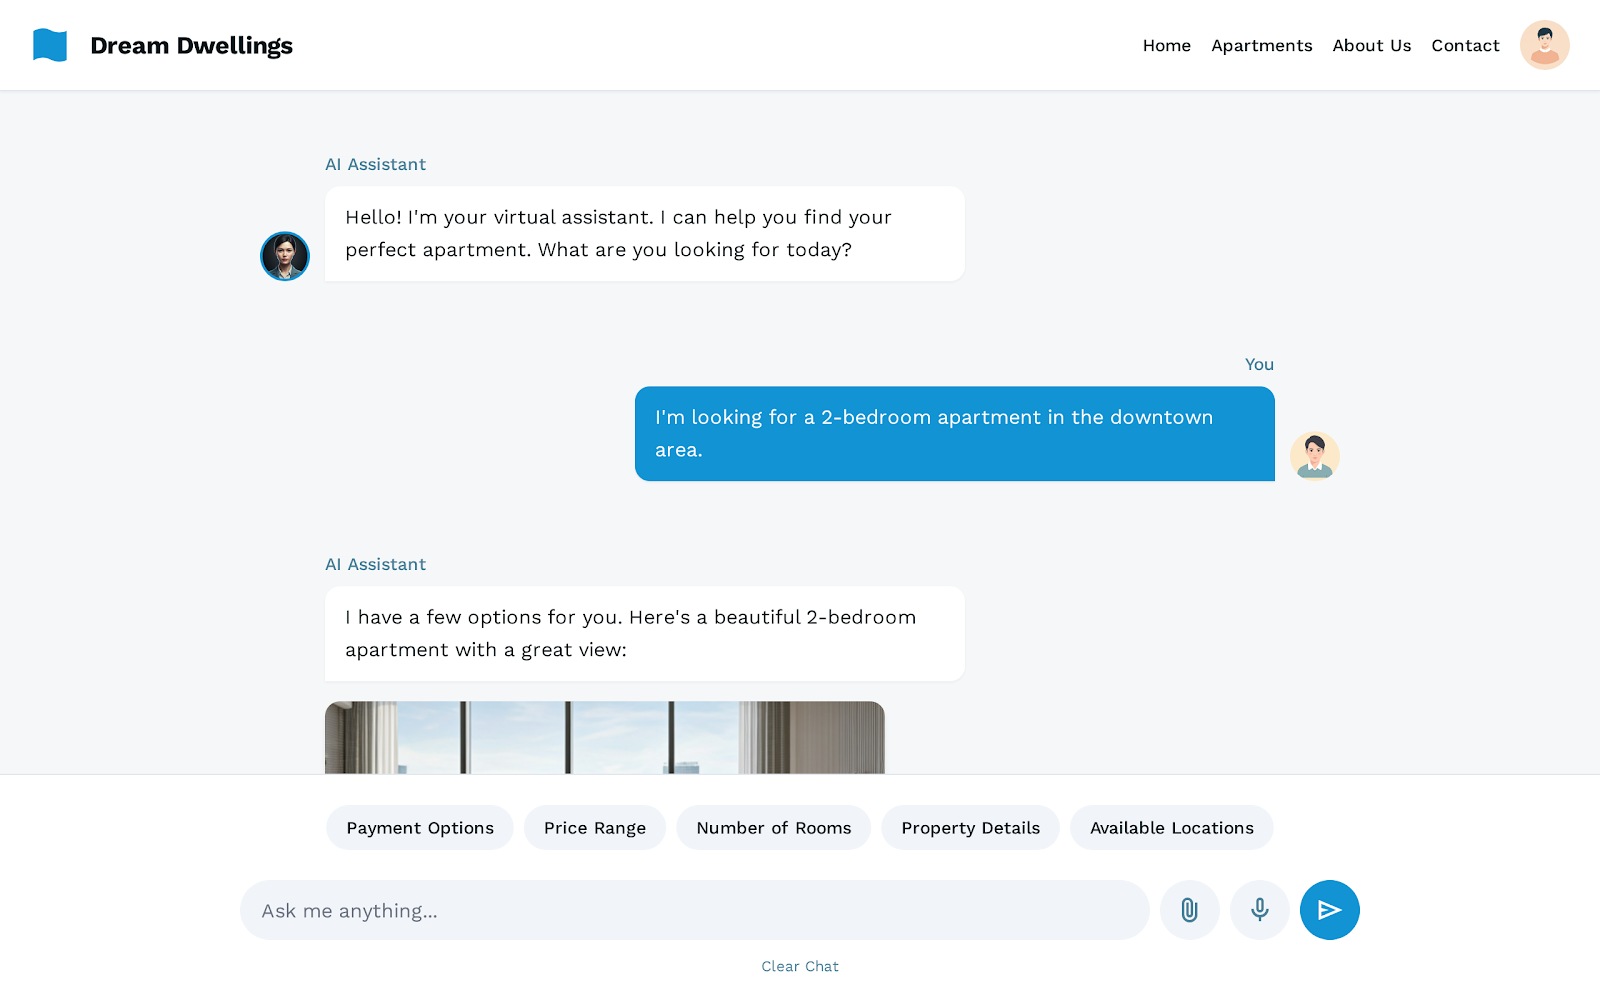 Dream Dwellings
Home Apartments About Us Contact
AI Assistant
Hello! I'm your virtual assistant. I can help you find your
perfect apartment. What are you looking for today?
You
I'm looking for a 2-bedroom apartment in the downtown
area.
AI Assistant
I have a few options for you. Here's a beautiful 2-bedroom
apartment with a great view:
Payment Options Price Range Number of Rooms Property Details Available Locations
Ask me anything...
Clear Chat